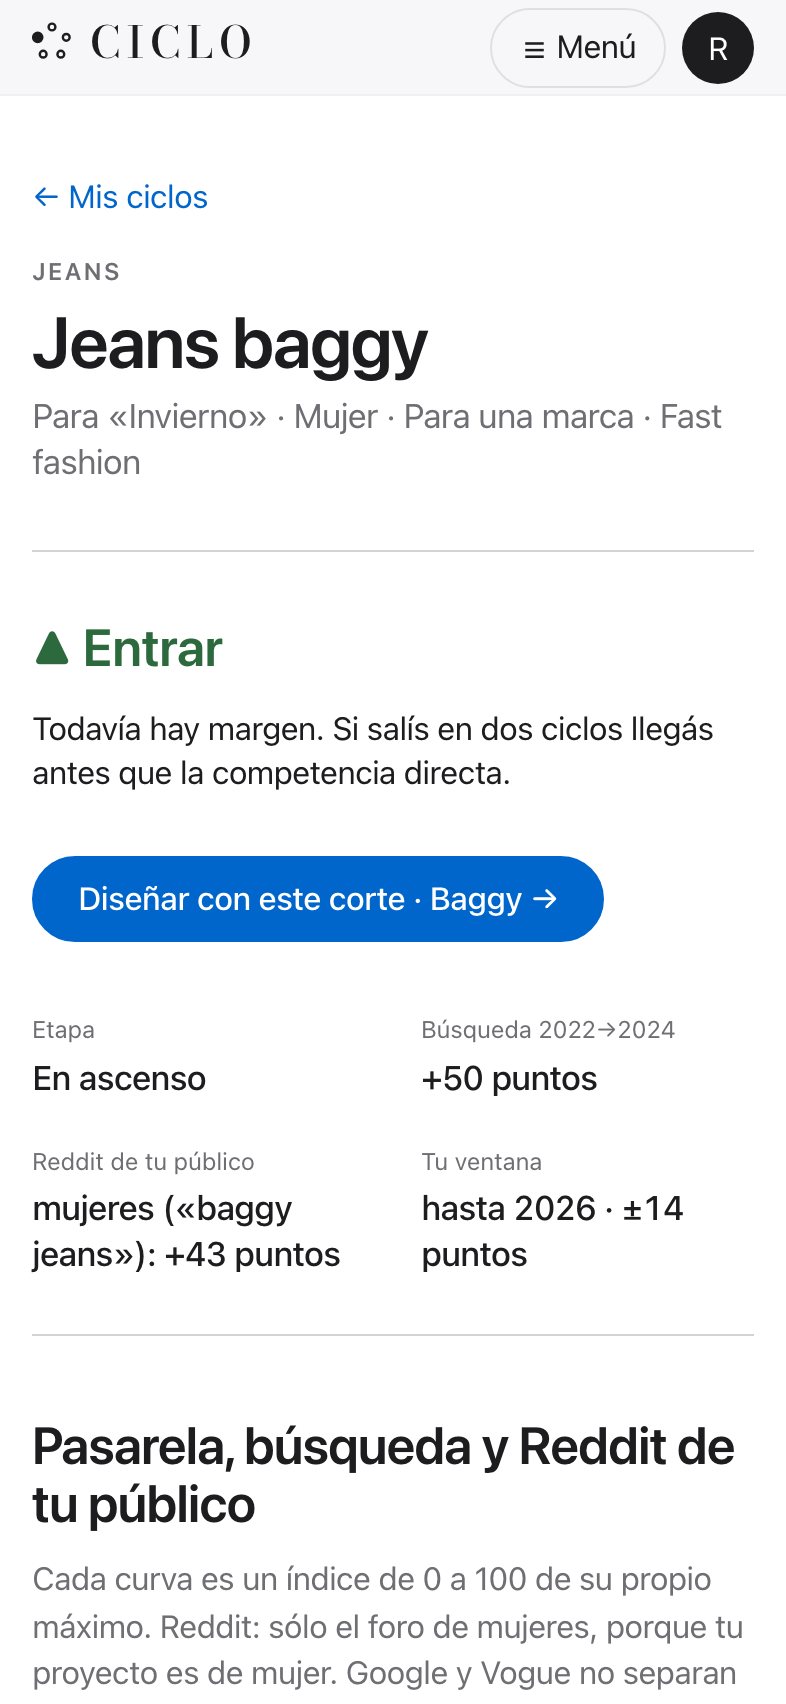 CICLO
≡ Menú
R
← Mis ciclos
JEANS
Jeans baggy
Para «Invierno» · Mujer · Para una marca · Fast
fashion
▲ Entrar
Todavía hay margen. Si salís en dos ciclos llegás
antes que la competencia directa.
Diseñar con este corte · Baggy →
Etapa
En ascenso
Búsqueda 2022→2024
+50 puntos
Reddit de tu público
mujeres («baggy
jeans»): +43 puntos
Tu ventana
hasta 2026 · ±14
puntos
Pasarela, búsqueda y Reddit de
tu público
Cada curva es un índice de 0 a 100 de su propio
máximo. Reddit: sólo el foro de mujeres, porque tu
proyecto es de mujer. Google y Vogue no separan